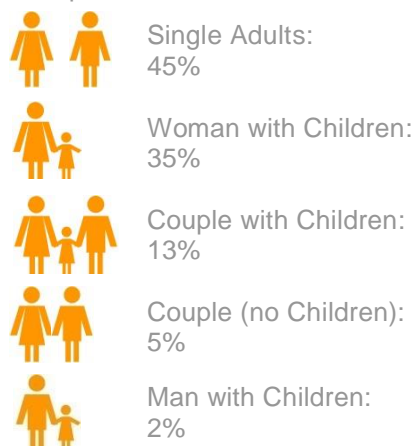 Single Adults:
45%
Woman with Children:
35%
Couple with Children:
13%
Couple (no Children):
5%
Man with Children:
2%